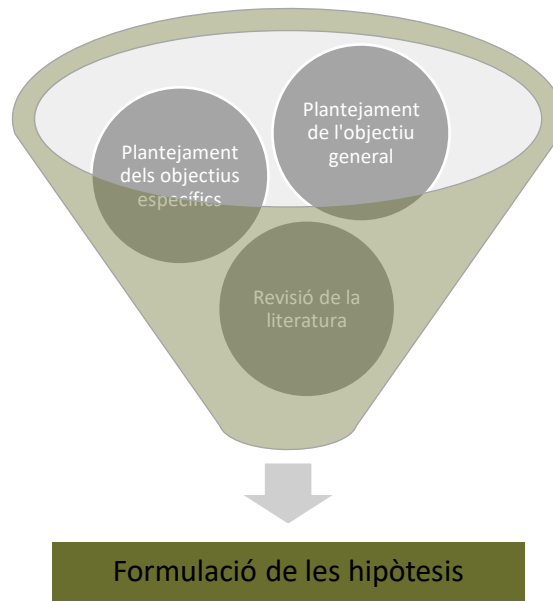 Plantejament
de l'objectiu
general
Plantejament
dels objectius
específics
Revisió de la
literatura
Formulació de les hipòtesis